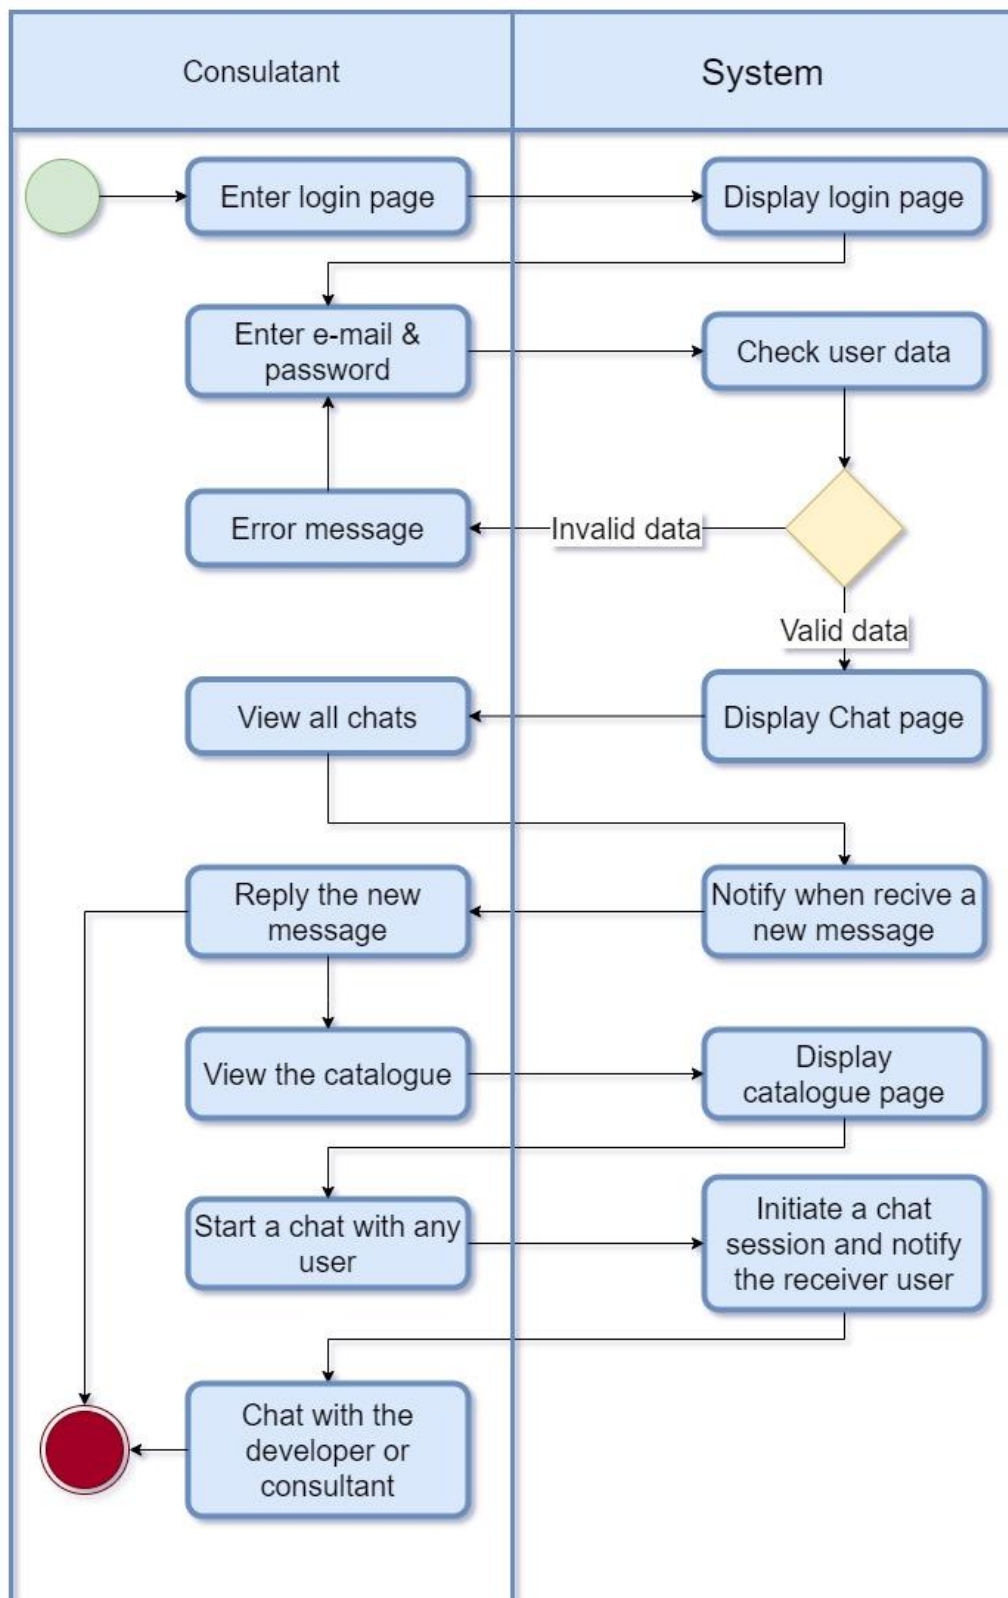 Consulatant
System
Enter login page
Display login page
Enter e-mail &
password
Check user data
Error message
Invalid data
Valid data
View all chats
Display Chat page
Reply the new
message
Notify when recive a
new message
View the catalogue
Display
catalogue page
Start a chat with any
user
Initiate a chat
session and notify
the receiver user
Chat with the
developer or
consultant